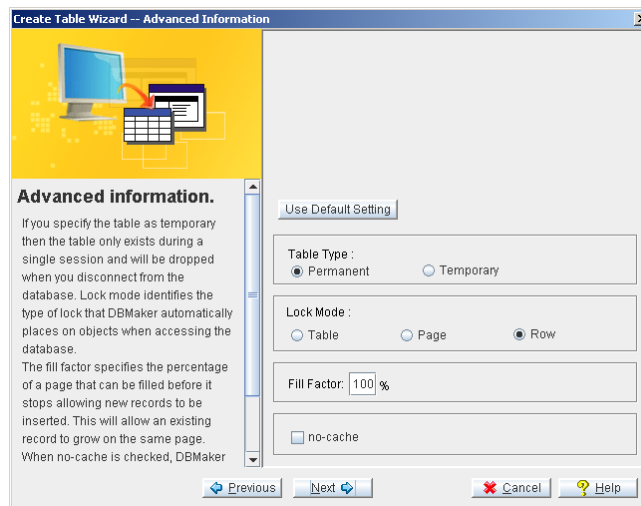 Create Table Wizard -- Advanced Information
Advanced information.
If you specify the table as temporary
then the table only exists during a
single session and will be dropped
when you disconnect from the
database. Lock mode identifies the
type of lock that DBMaker automatically
places on objects when accessing the
database.
The fill factor specifies the percentage
of a page that can be filled before it
stops allowing new records to be
inserted. This will allow an existing
record to grow on the same page.
When no-cache is checked, DBMaker
Use Default Setting
Table Type :
Permanent Temporary
Lock Mode :
Table Page Row
Fill Factor: 100 %
no-cache
Previous Next Cancel Help